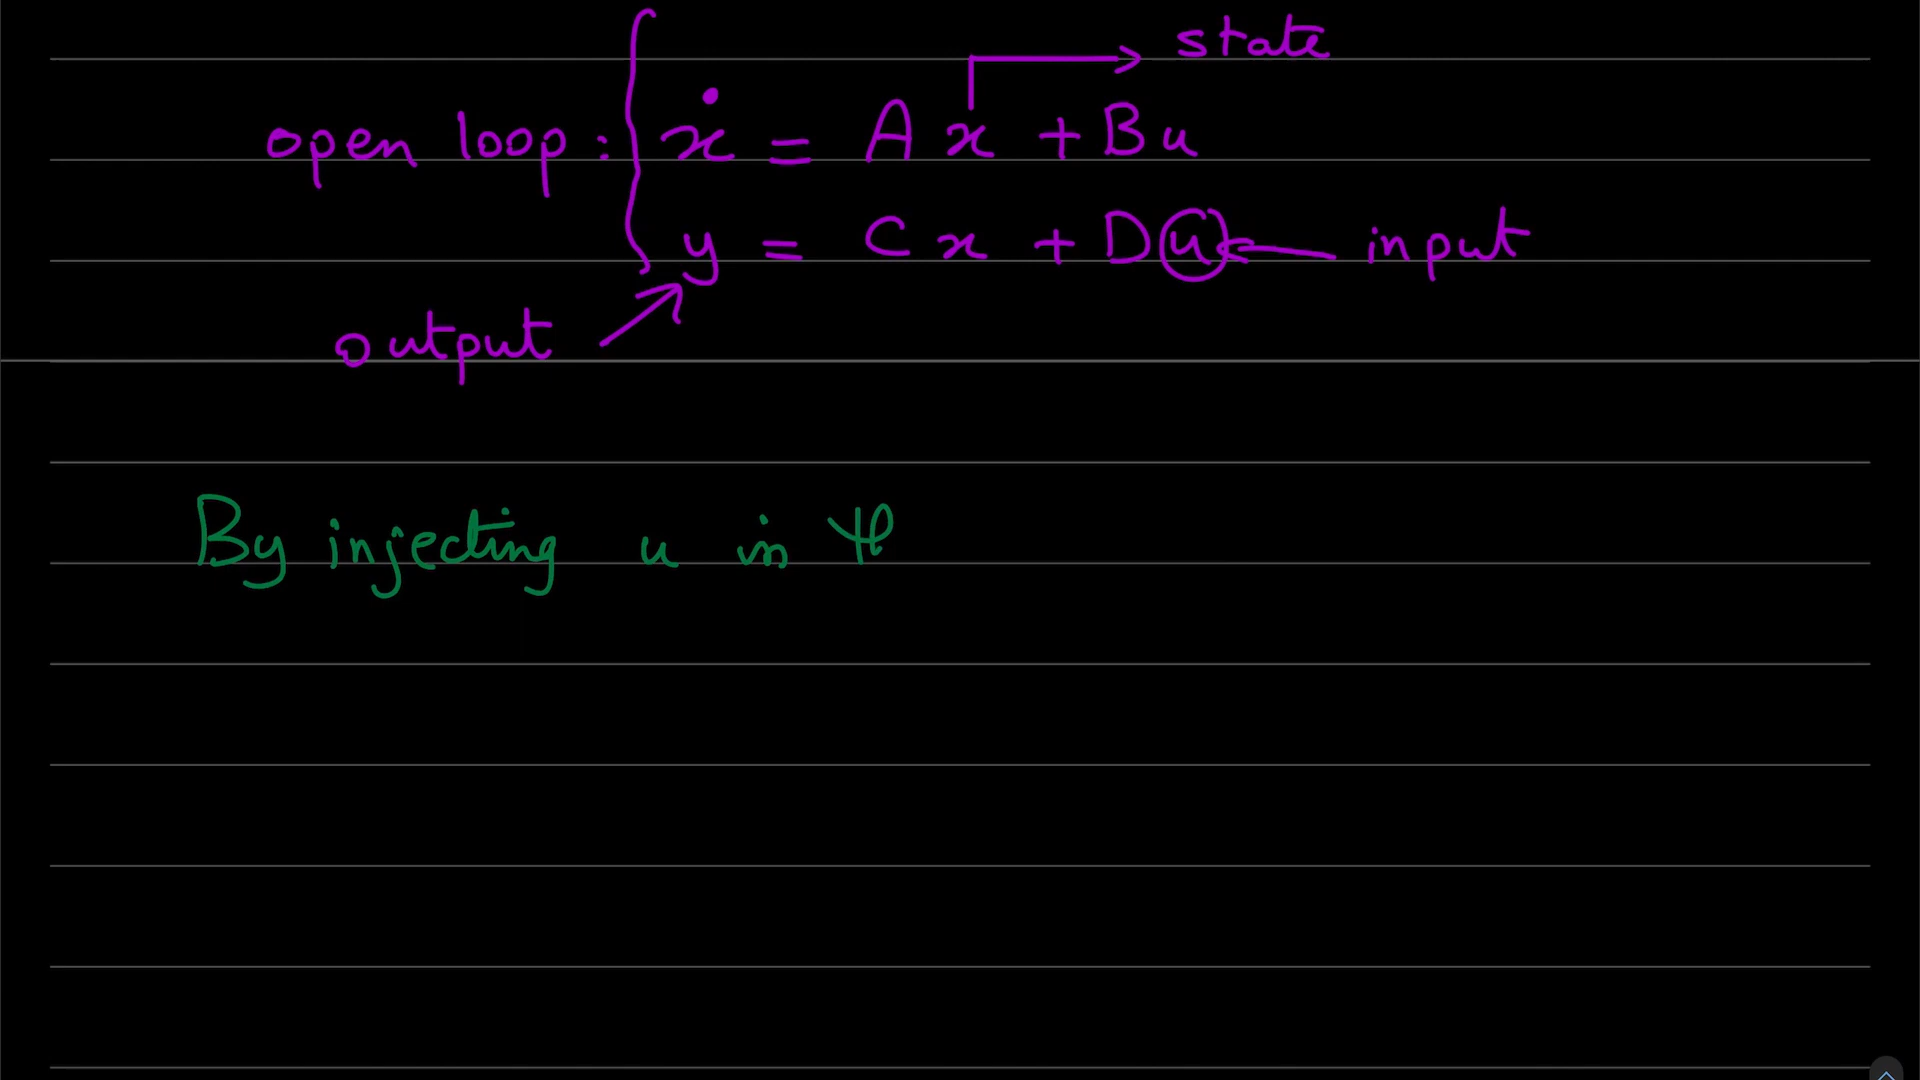 state
open loop: { ẋ = Ax + Bu
y = Cx + Du ← input
output
By injecting u in